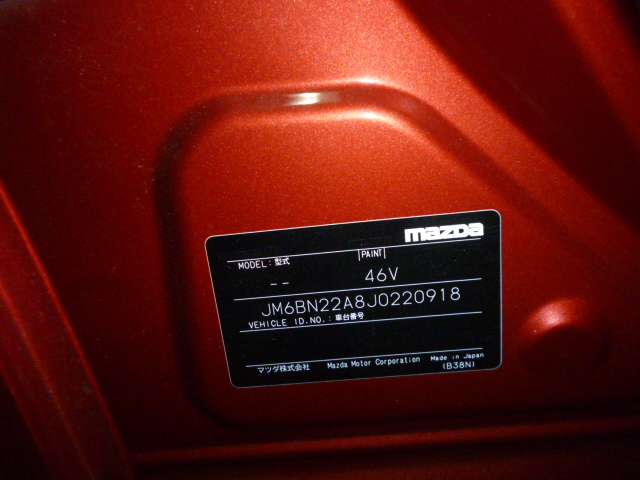 mazda
MODEL:型式 PAINT
-- 46V
JM6BN22A8J0220918
VEHICLE ID.NO.:車台番号
マツダ株式会社 Mazda Motor Corporation Made in Japan
(B38N)